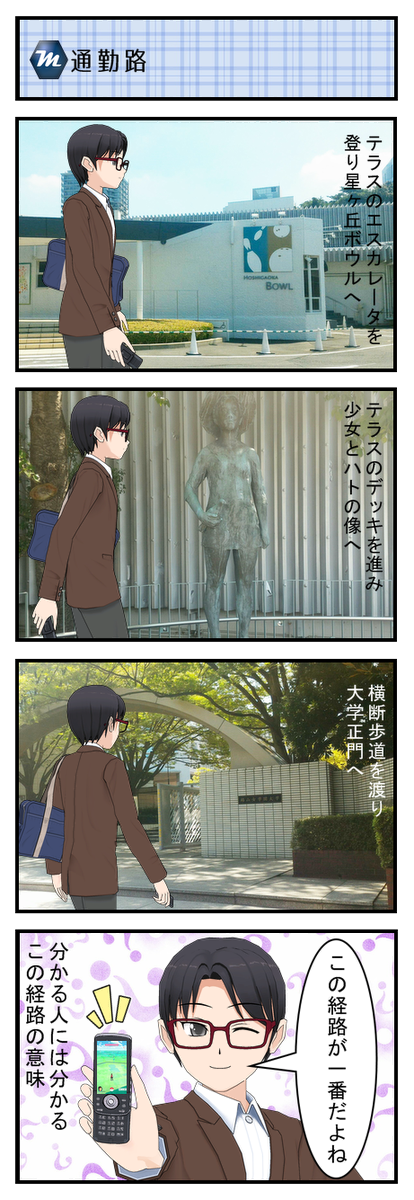 M 通勤路
テラスのエスカレータを
登り星ヶ丘ボウルへ
HOSHIGAOKA
BOWL
テラスのデッキを進み
少女とハトの像へ
横断歩道を渡り
大学正門へ
この経路が一番だよね
分かる人には分かる
この経路の意味